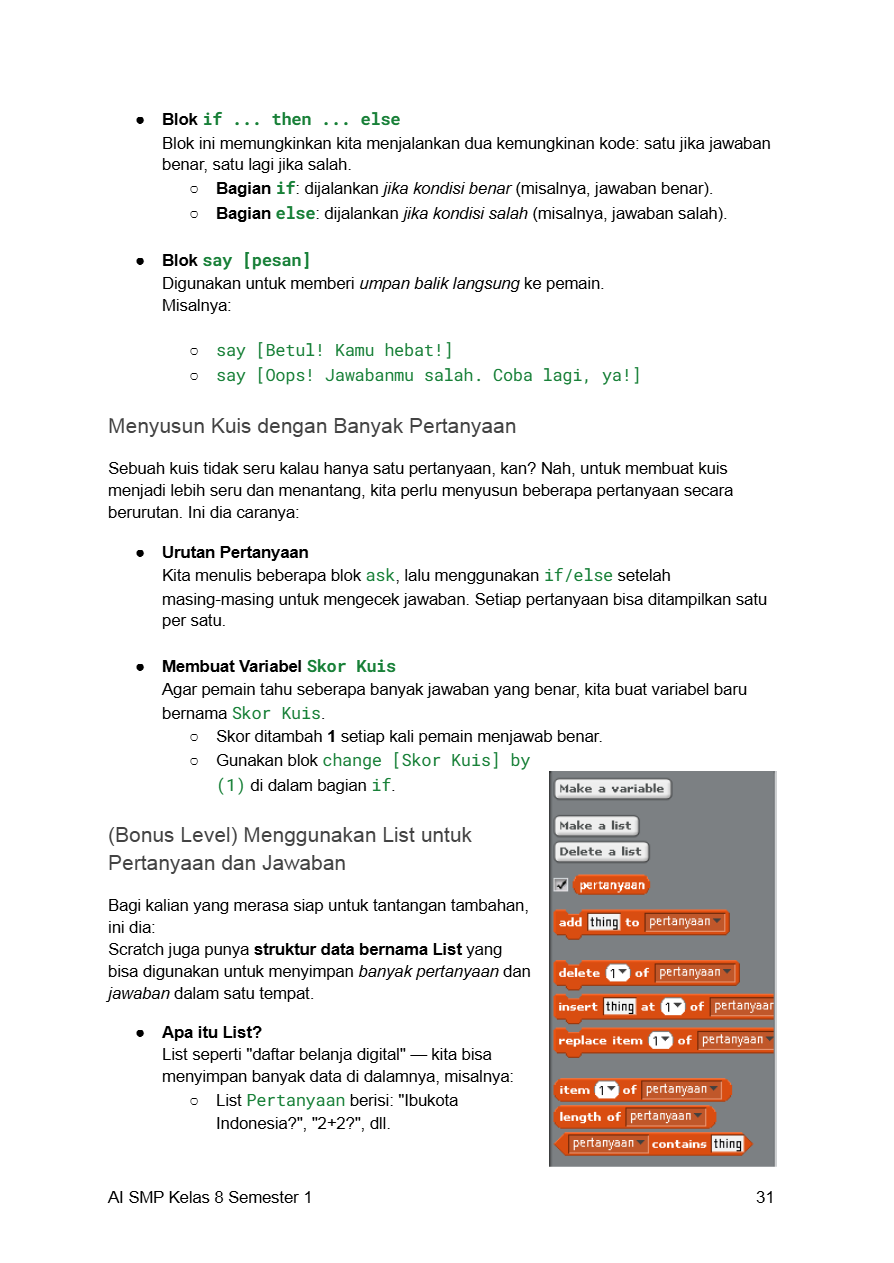 ● Blok if ... then ... else
Blok ini memungkinkan kita menjalankan dua kemungkinan kode: satu jika jawaban
benar, satu lagi jika salah.
○ Bagian if: dijalankan jika kondisi benar (misalnya, jawaban benar).
○ Bagian else: dijalankan jika kondisi salah (misalnya, jawaban salah).
● Blok say [pesan]
Digunakan untuk memberi umpan balik langsung ke pemain.
Misalnya:
○ say [Betul! Kamu hebat!]
○ say [Oops! Jawabanmu salah. Coba lagi, ya!]
Menyusun Kuis dengan Banyak Pertanyaan
Sebuah kuis tidak seru kalau hanya satu pertanyaan, kan? Nah, untuk membuat kuis
menjadi lebih seru dan menantang, kita perlu menyusun beberapa pertanyaan secara
berurutan. Ini dia caranya:
● Urutan Pertanyaan
Kita menulis beberapa blok ask, lalu menggunakan if/else setelah
masing-masing untuk mengecek jawaban. Setiap pertanyaan bisa ditampilkan satu
per satu.
● Membuat Variabel Skor Kuis
Agar pemain tahu seberapa banyak jawaban yang benar, kita buat variabel baru
bernama Skor Kuis.
○ Skor ditambah 1 setiap kali pemain menjawab benar.
○ Gunakan blok change [Skor Kuis] by
(1) di dalam bagian if.
(Bonus Level) Menggunakan List untuk
Pertanyaan dan Jawaban
Bagi kalian yang merasa siap untuk tantangan tambahan,
ini dia:
Scratch juga punya struktur data bernama List yang
bisa digunakan untuk menyimpan banyak pertanyaan dan
jawaban dalam satu tempat.
● Apa itu List?
List seperti "daftar belanja digital" — kita bisa
menyimpan banyak data di dalamnya, misalnya:
○ List Pertanyaan berisi: "Ibukota
Indonesia?", "2+2?", dll.
Make a variable
Make a list
Delete a list
pertanyaan
add thing to pertanyaan
delete 1 of pertanyaan
insert thing at 1 of pertanyaan
replace item 1 of pertanyaan
item 1 of pertanyaan
length of pertanyaan
pertanyaan contains thing
AI SMP Kelas 8 Semester 1
31